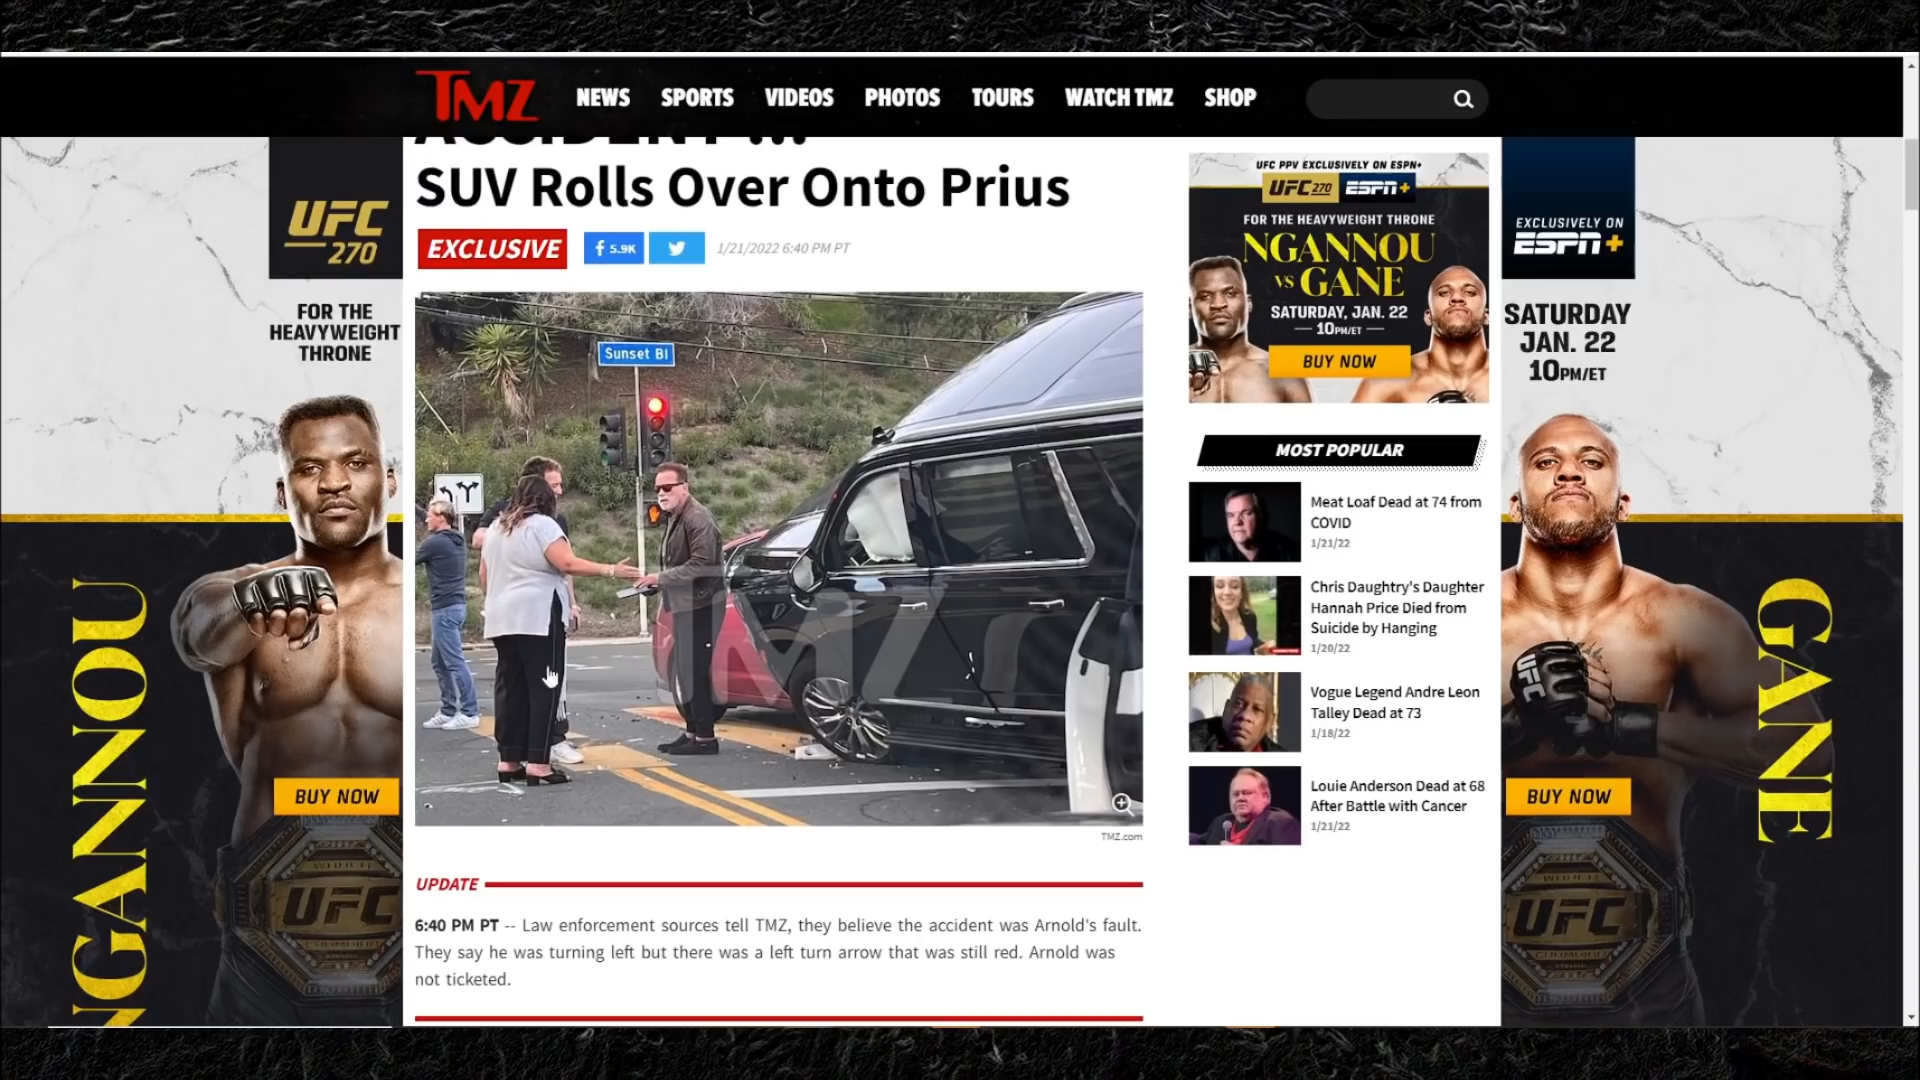 TMZ NEWS SPORTS VIDEOS PHOTOS TOURS WATCH TMZ SHOP
ACCIDENT ...
SUV Rolls Over Onto Prius
EXCLUSIVE
5.9K
1/21/2022 6:40 PM PT
Sunset Bl
TMZ
TMZ.com
UPDATE
6:40 PM PT -- Law enforcement sources tell TMZ, they believe the accident was Arnold's fault.
They say he was turning left but there was a left turn arrow that was still red. Arnold was
not ticketed.
UFC
270
FOR THE
HEAVYWEIGHT
THRONE
BUY NOW
NGANNOU
UFC
UFC PPV EXCLUSIVELY ON ESPN+
UFC 270 ESPN+
FOR THE HEAVYWEIGHT THRONE
NGANNOU
VS GANE
SATURDAY, JAN. 22
10PM/ET
BUY NOW
MOST POPULAR
Meat Loaf Dead at 74 from
COVID
1/21/22
Chris Daughtry's Daughter
Hannah Price Died from
Suicide by Hanging
1/20/22
Vogue Legend Andre Leon
Talley Dead at 73
1/18/22
Louie Anderson Dead at 68
After Battle with Cancer
1/21/22
EXCLUSIVELY ON
ESPN+
SATURDAY
JAN. 22
10PM/ET
UFC
BUY NOW
GANE
UFC